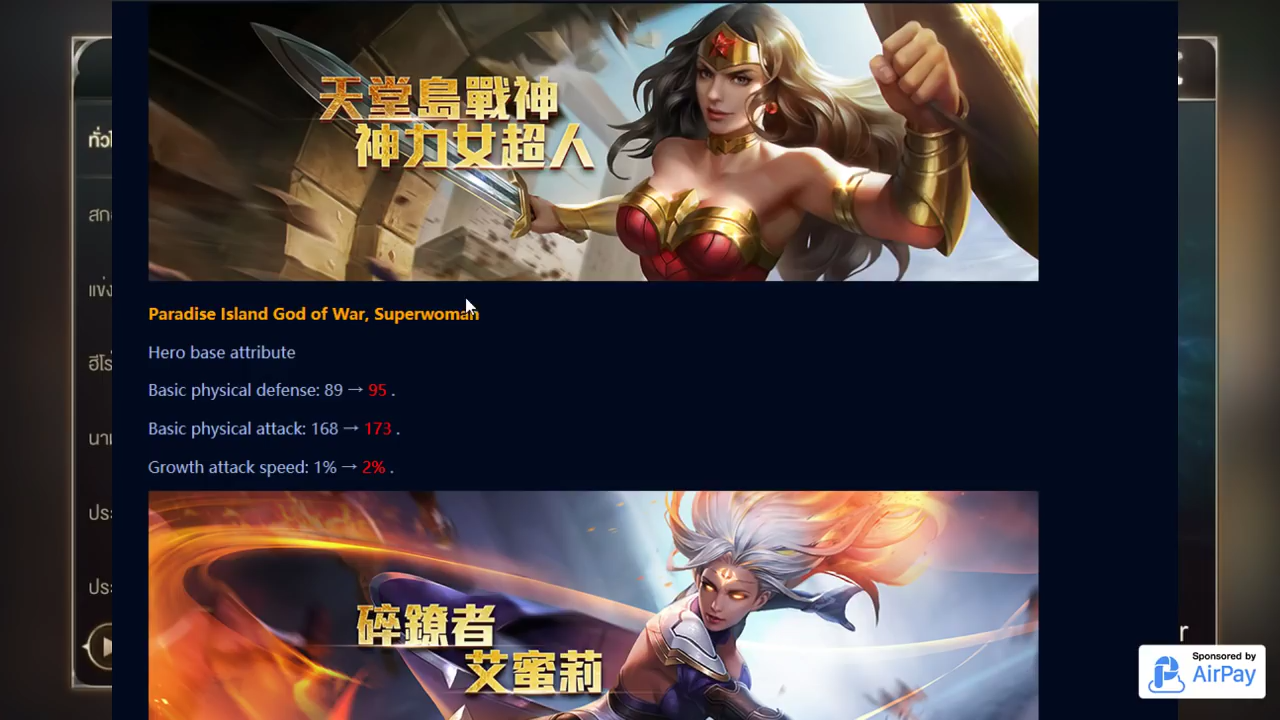 天堂島戰神
神力女超人
Paradise Island God of War, Superwoman
Hero base attribute
Basic physical defense: 89 → 95 .
Basic physical attack: 168 → 173 .
Growth attack speed: 1% → 2% .
碎鐐者
艾蜜莉
Sponsored by
AirPay